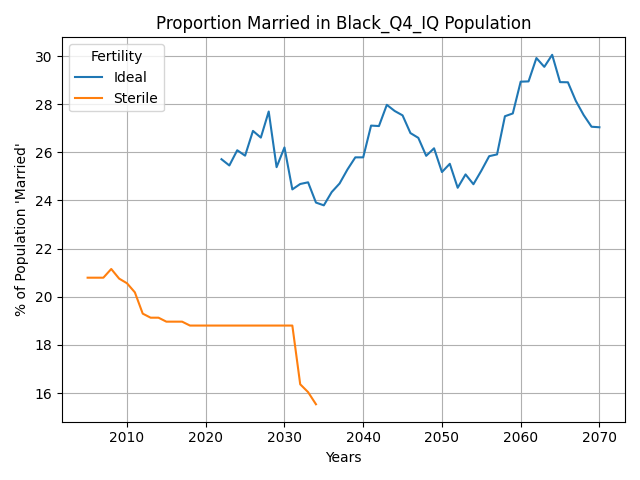 Proportion Married in Black_Q4_IQ Population
Fertility
Ideal
Sterile
% of Population 'Married'
30
28
26
24
22
20
18
16
2010 2020 2030 2040 2050 2060 2070
Years